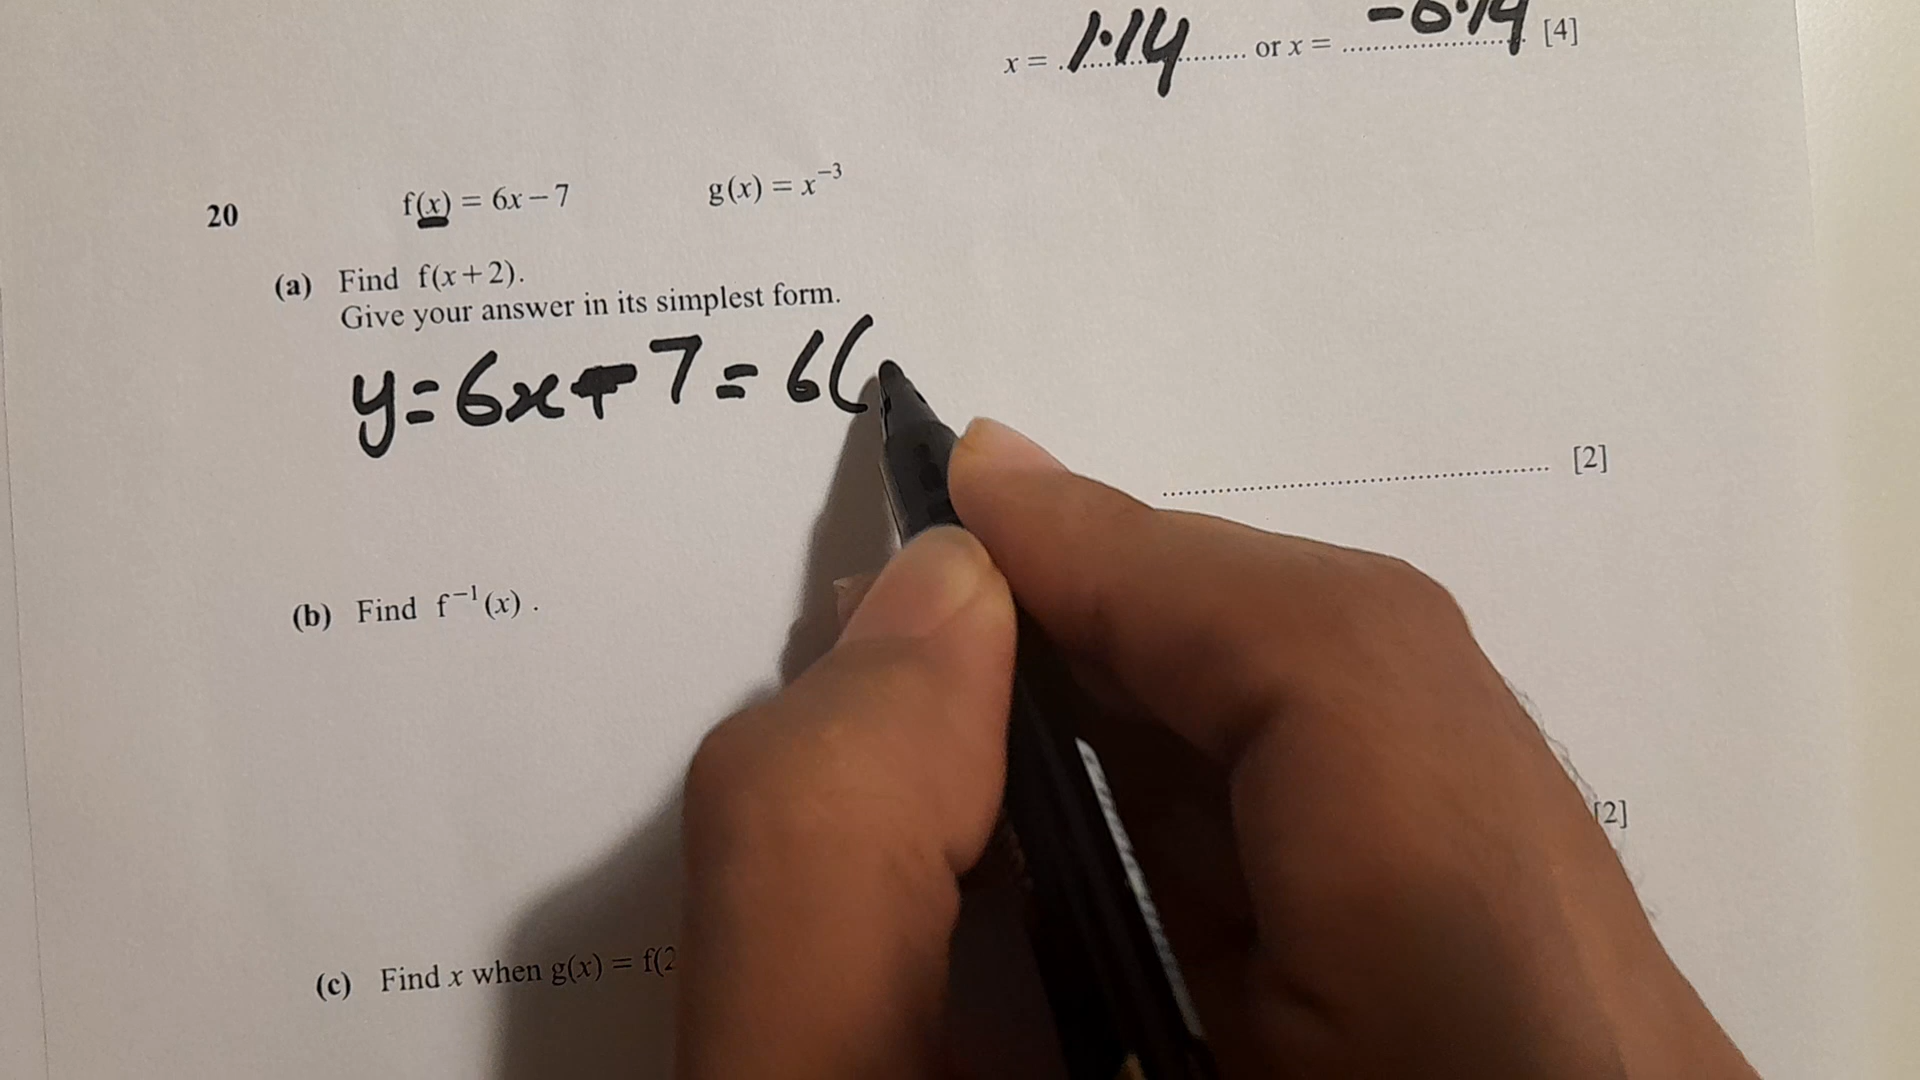 x = 1.14 or x = -0.14 [4]
20 f(x) = 6x − 7 g(x) = x⁻³
(a) Find f(x+2).
Give your answer in its simplest form.
y = 6x - 7 = 6(
[2]
(b) Find f⁻¹(x) .
[2]
(c) Find x when g(x) = f(2